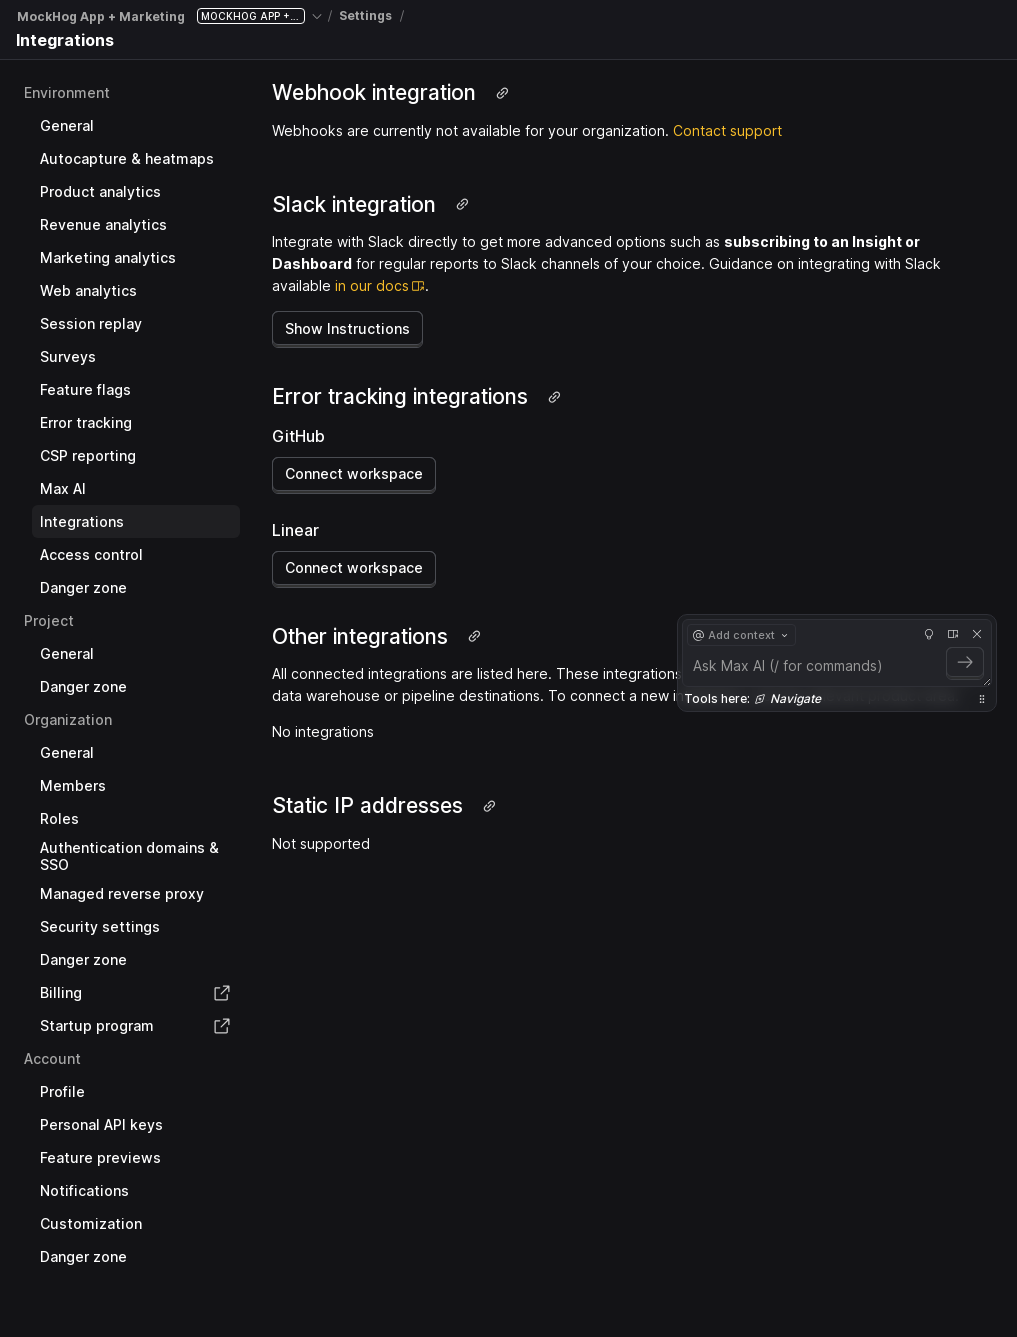 MockHog App + Marketing MOCKHOG APP +... / Settings /
Integrations
Environment
General
Autocapture & heatmaps
Product analytics
Revenue analytics
Marketing analytics
Web analytics
Session replay
Surveys
Feature flags
Error tracking
CSP reporting
Max AI
Integrations
Access control
Danger zone
Project
General
Danger zone
Organization
General
Members
Roles
Authentication domains &
SSO
Managed reverse proxy
Security settings
Danger zone
Billing
Startup program
Account
Profile
Personal API keys
Feature previews
Notifications
Customization
Danger zone
Webhook integration
Webhooks are currently not available for your organization. Contact support
Slack integration
Integrate with Slack directly to get more advanced options such as subscribing to an Insight or
Dashboard for regular reports to Slack channels of your choice. Guidance on integrating with Slack
available in our docs.
Show Instructions
Error tracking integrations
GitHub
Connect workspace
Linear
Connect workspace
Other integrations
All connected integrations are listed here. These integrations
data warehouse or pipeline destinations. To connect a new
No integrations
Static IP addresses
Not supported
@ Add context
Ask Max AI (/ for commands)
Tools here: Navigate